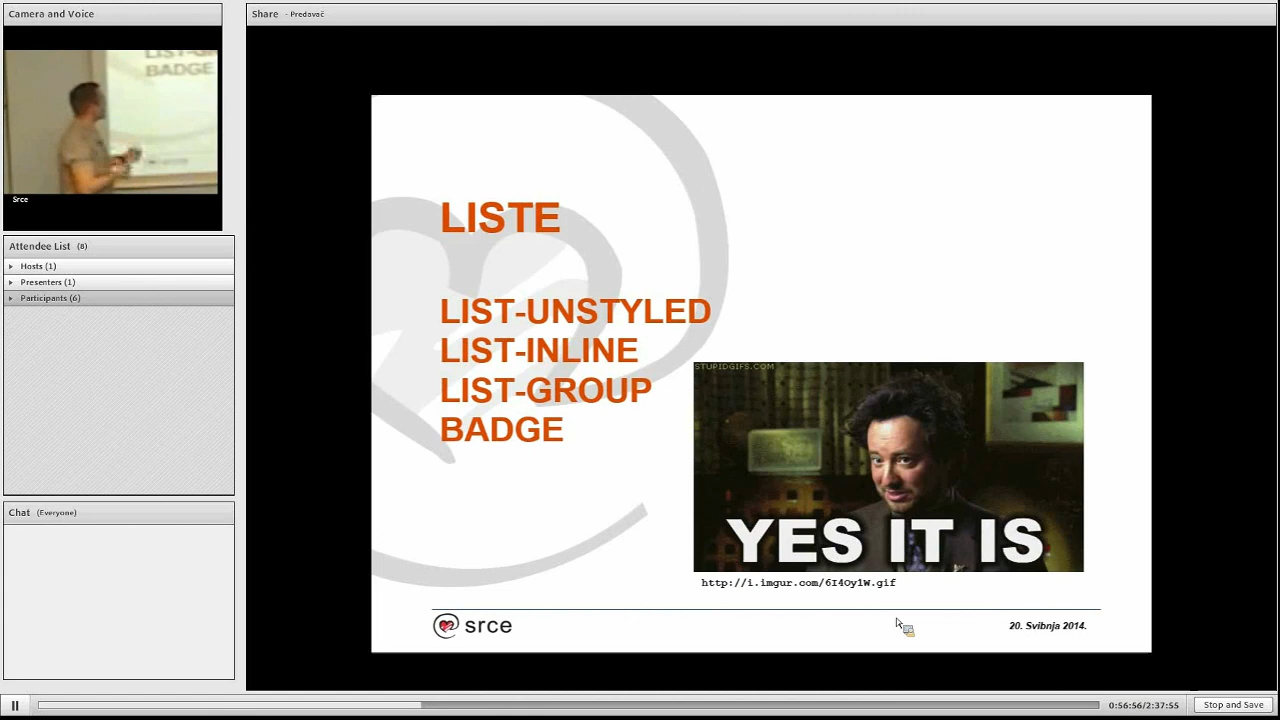 Camera and Voice
LIST-GR
BADGE
Srce
Attendee List (8)
Hosts (1)
Presenters (1)
Participants (6)
Chat (Everyone)
Share - Predavač
LISTE
LIST-UNSTYLED
LIST-INLINE
LIST-GROUP
BADGE
STUPIDGIFS.COM
YES IT IS
http://i.imgur.com/6I4Oy1W.gif
srce
20. Svibnja 2014.
0:56:56/2:37:55
Stop and Save